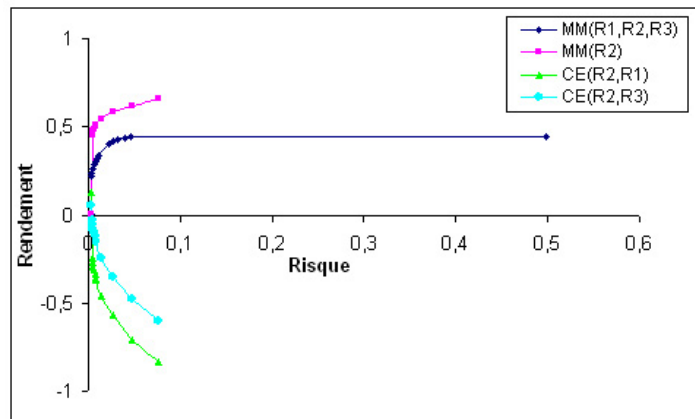 MM(R1,R2,R3)
MM(R2)
CE(R2,R1)
CE(R2,R3)
1
0,5
0
-0,5
-1
Rendement
0
0,1
0,2
0,3
0,4
0,5
0,6
Risque